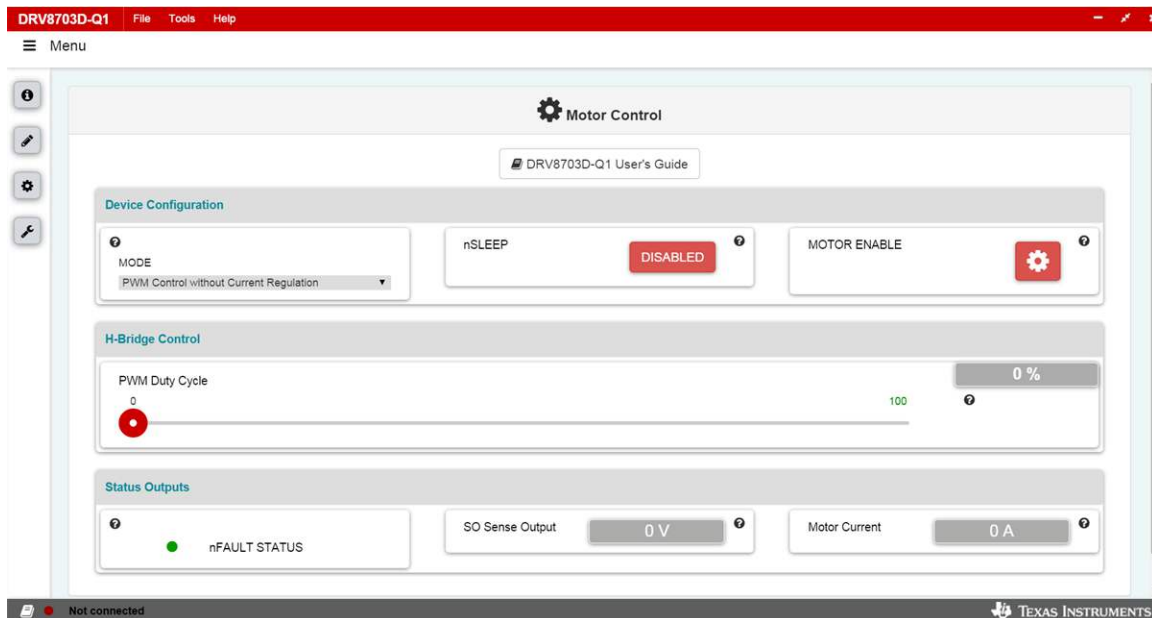 DRV8703D-Q1 File Tools Help
Menu
Motor Control
DRV8703D-Q1 User's Guide
Device Configuration
MODE
PWM Control without Current Regulation
nSLEEP
DISABLED
MOTOR ENABLE
H-Bridge Control
PWM Duty Cycle
0 %
0
100
Status Outputs
nFAULT STATUS
SO Sense Output
0 V
Motor Current
0 A
Not connected
TEXAS INSTRUMENTS